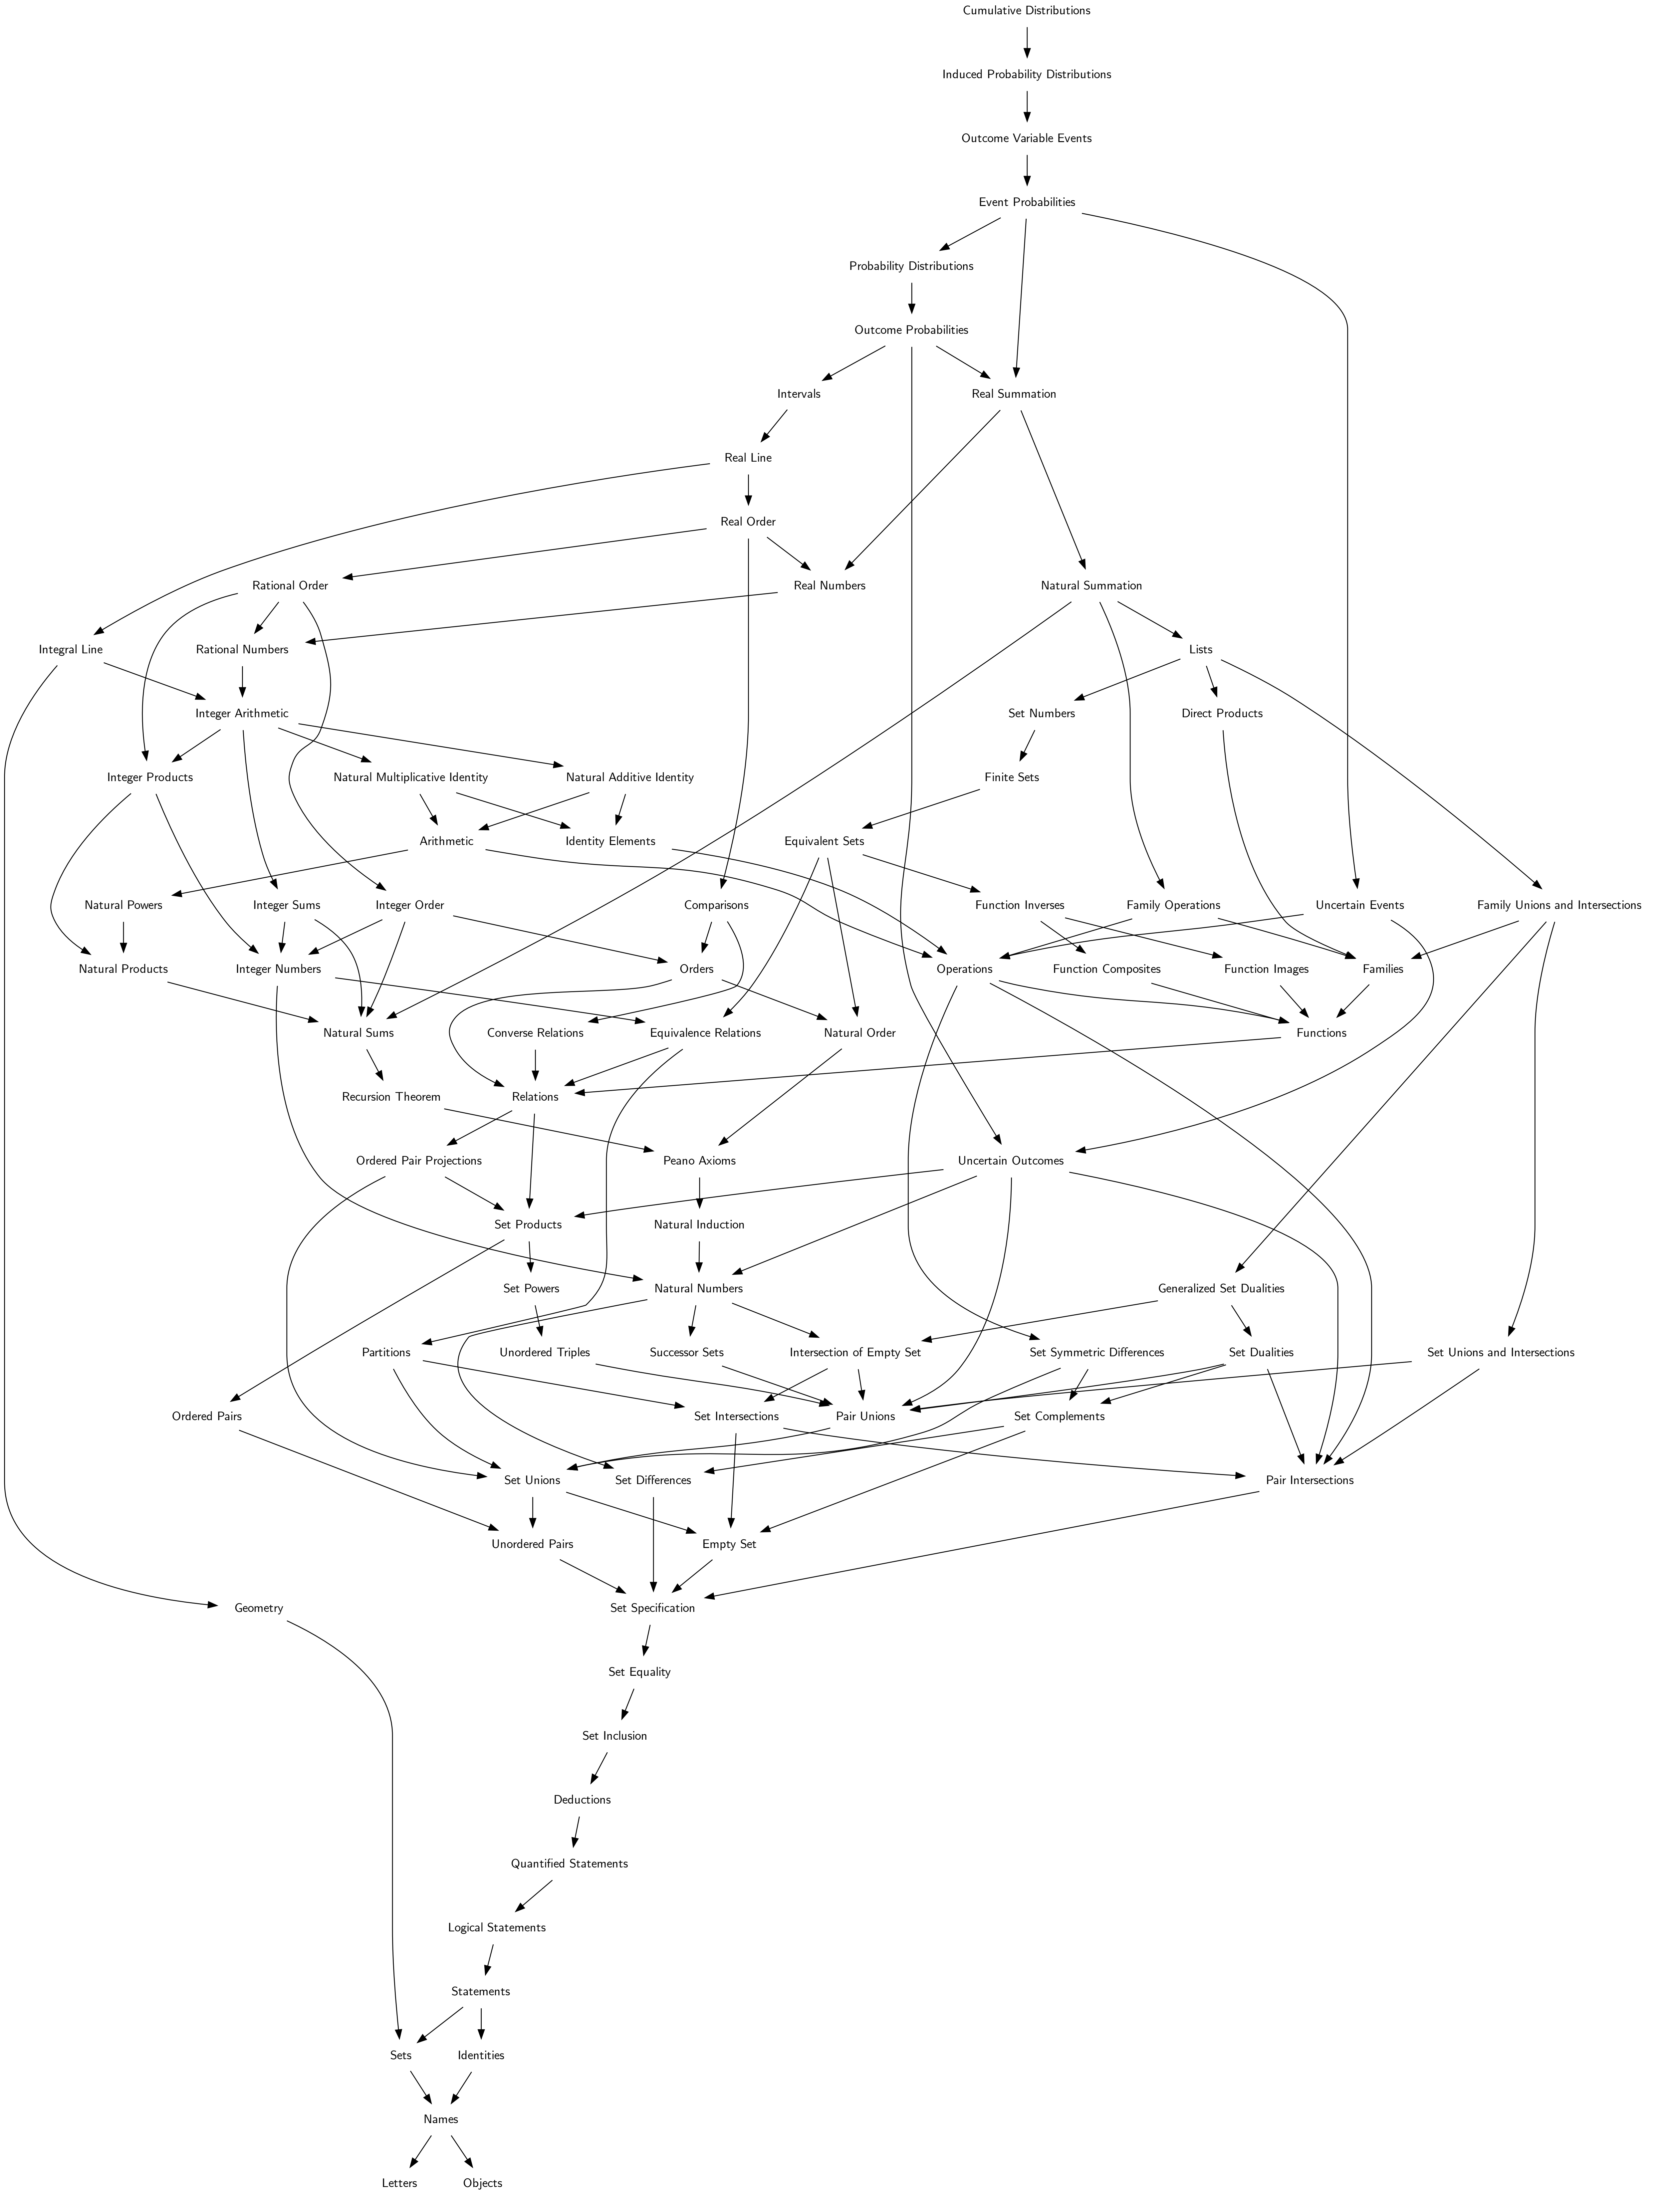 Cumulative Distributions
Induced Probability Distributions
Outcome Variable Events
Event Probabilities
Probability Distributions
Outcome Probabilities
Intervals
Real Summation
Real Line
Real Order
Rational Order
Real Numbers
Natural Summation
Integral Line
Rational Numbers
Lists
Integer Arithmetic
Set Numbers
Direct Products
Integer Products
Natural Multiplicative Identity
Natural Additive Identity
Finite Sets
Arithmetic
Identity Elements
Equivalent Sets
Natural Powers
Integer Sums
Integer Order
Comparisons
Function Inverses
Family Operations
Uncertain Events
Family Unions and Intersections
Natural Products
Integer Numbers
Orders
Operations
Function Composites
Function Images
Families
Natural Sums
Converse Relations
Equivalence Relations
Natural Order
Functions
Recursion Theorem
Relations
Ordered Pair Projections
Peano Axioms
Uncertain Outcomes
Set Products
Natural Induction
Set Powers
Natural Numbers
Generalized Set Dualities
Partitions
Unordered Triples
Successor Sets
Intersection of Empty Set
Set Symmetric Differences
Set Dualities
Set Unions and Intersections
Ordered Pairs
Set Intersections
Pair Unions
Set Complements
Set Unions
Set Differences
Pair Intersections
Unordered Pairs
Empty Set
Geometry
Set Specification
Set Equality
Set Inclusion
Deductions
Quantified Statements
Logical Statements
Statements
Sets
Identities
Names
Letters
Objects